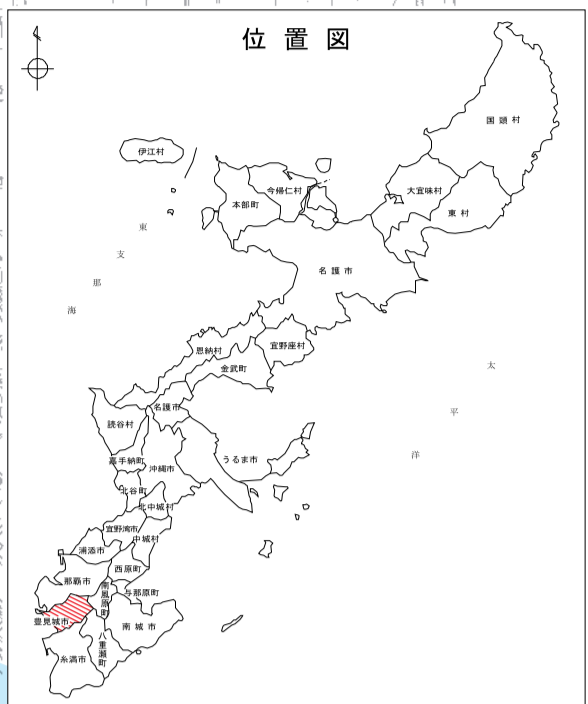 位置図
国頭村
伊江村
今帰仁村
大宜味村
本部町
東村
東支那海
名護市
恩納村
宜野座村
金武町
太平洋
名護市
読谷村
うるま市
嘉手納町
沖縄市
北谷町
北中城村
宜野湾市
中城村
浦添市
西原町
那覇市
南風原町
与那原町
豊見城市
南城市
八重瀬町
糸満市